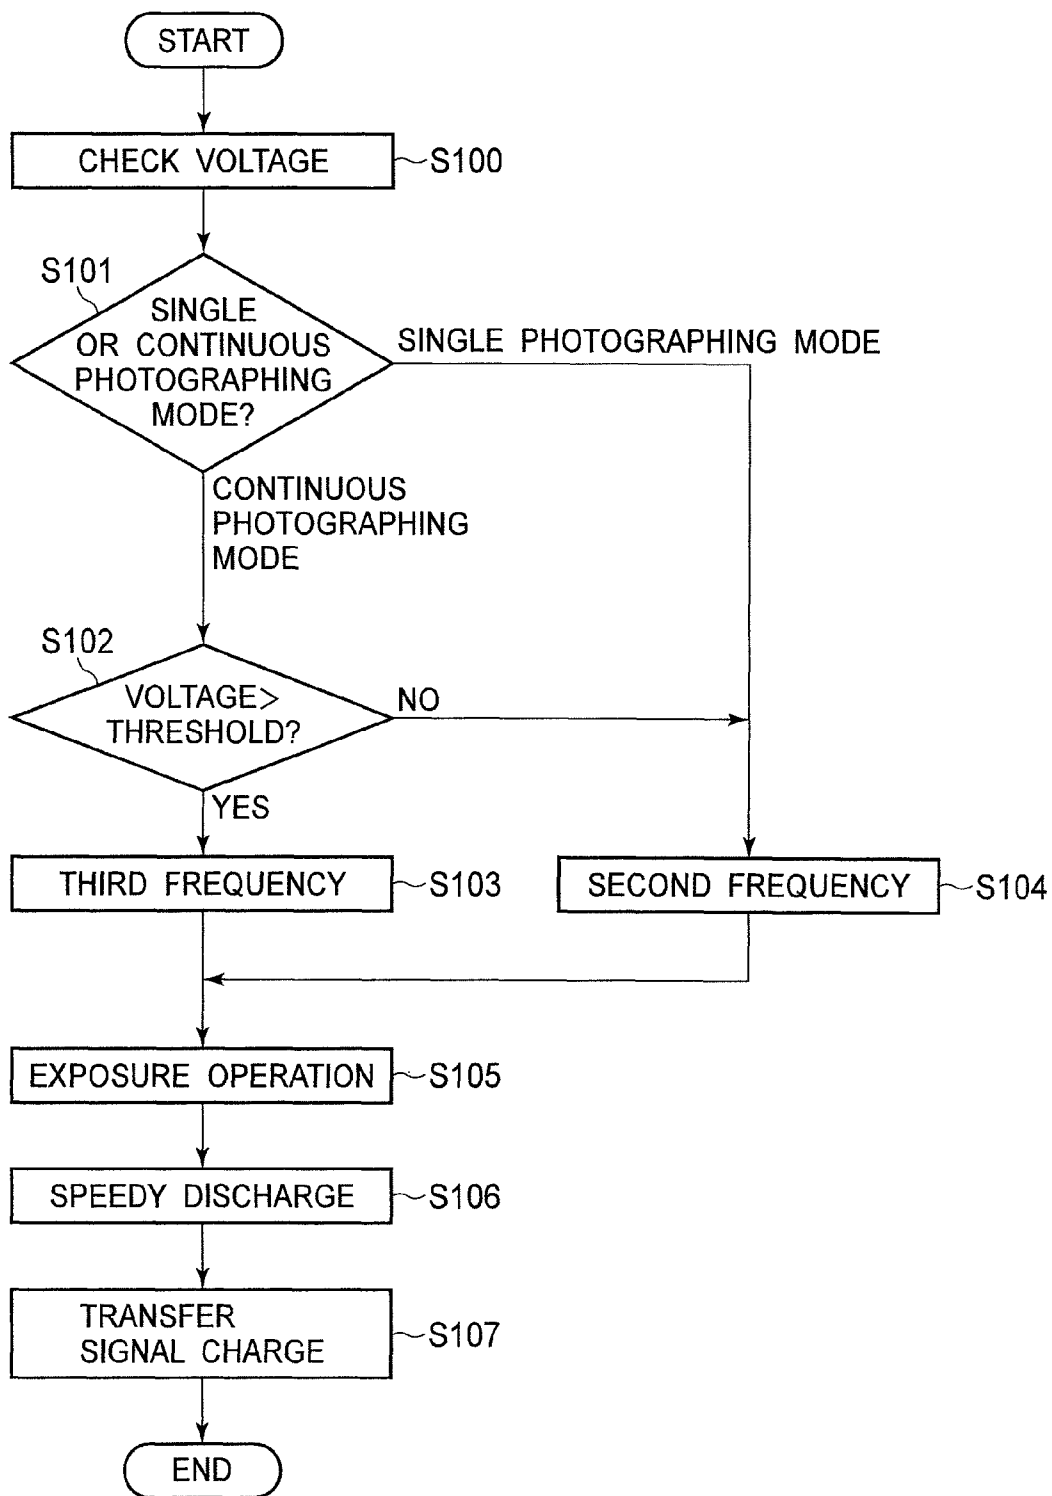 START
CHECK VOLTAGE
S100
S101
SINGLE
OR CONTINUOUS
PHOTOGRAPHING
MODE?
SINGLE PHOTOGRAPHING MODE
CONTINUOUS
PHOTOGRAPHING
MODE
S102
VOLTAGE>
THRESHOLD?
NO
YES
THIRD FREQUENCY
S103
SECOND FREQUENCY
S104
EXPOSURE OPERATION
S105
SPEEDY DISCHARGE
S106
TRANSFER
SIGNAL CHARGE
S107
END